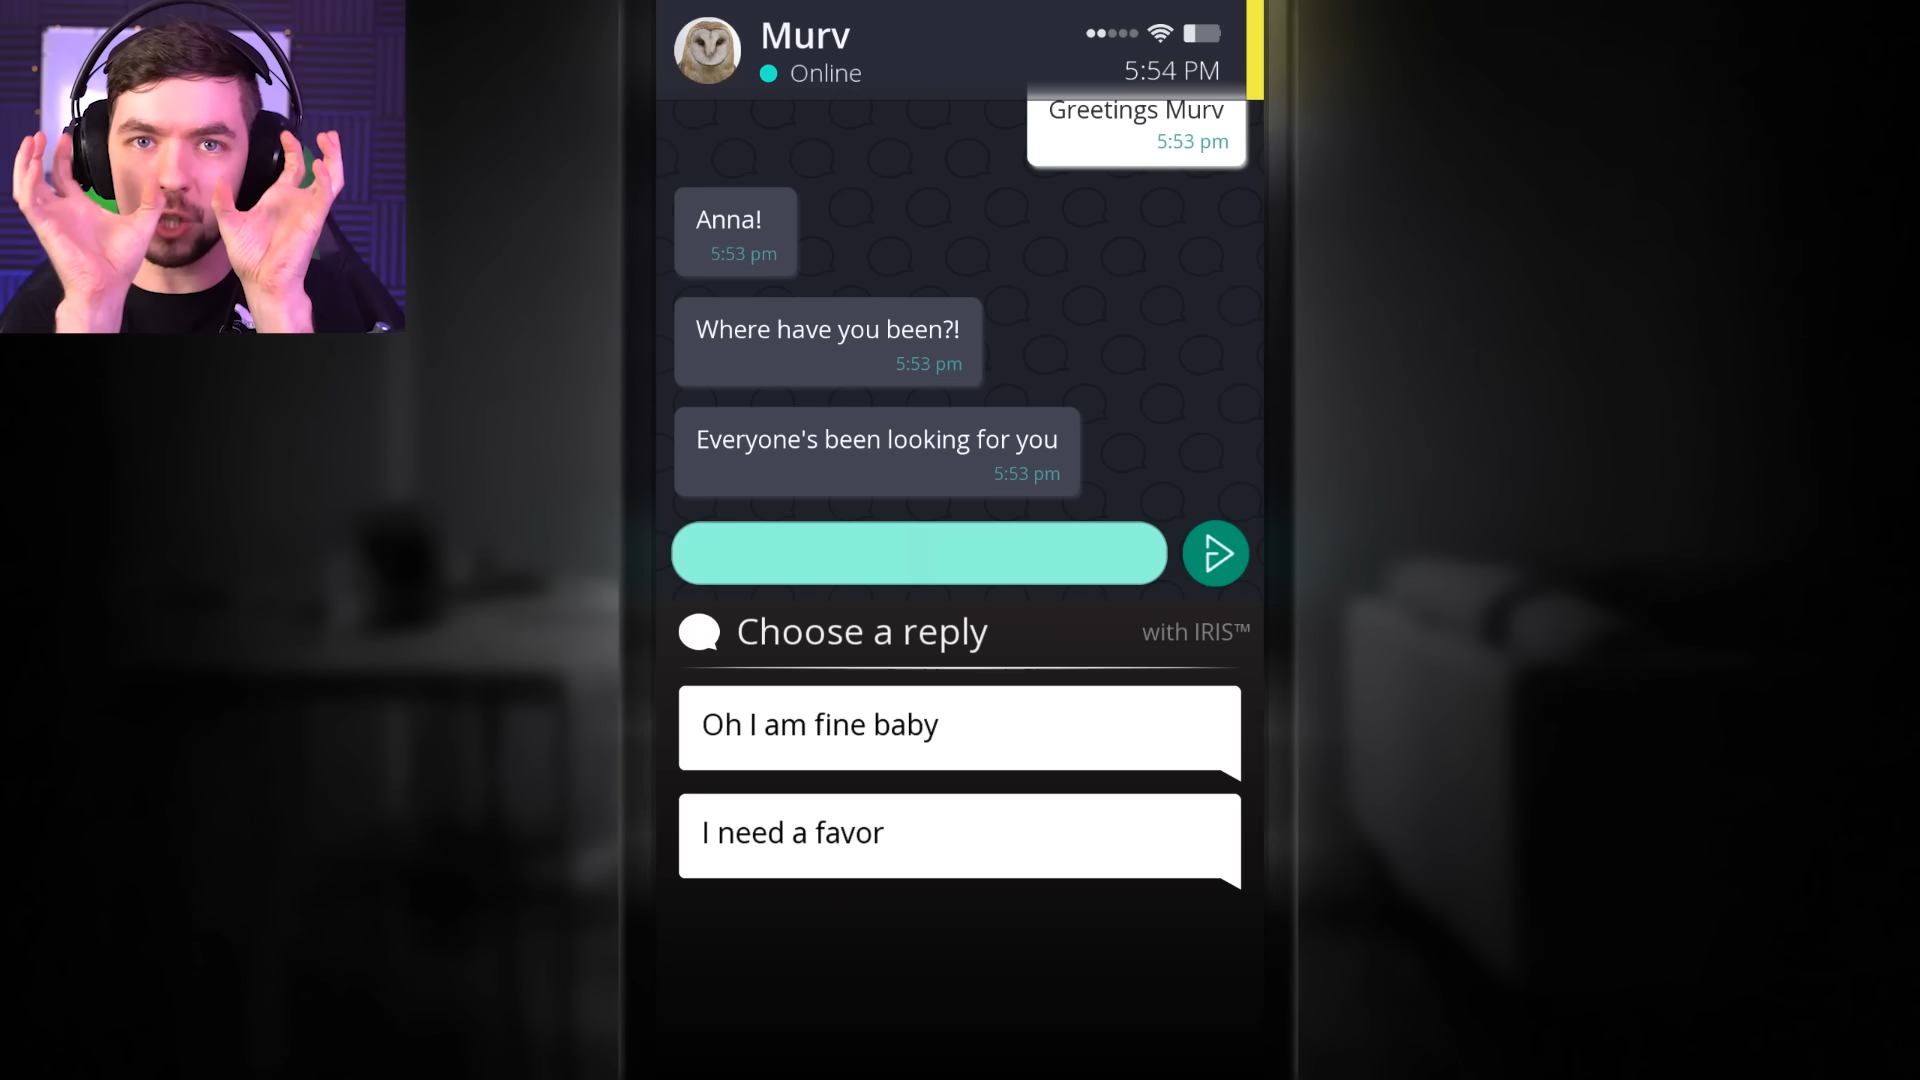 Murv
Online
5:54 PM
Greetings Murv
5:53 pm
Anna!
5:53 pm
Where have you been?!
5:53 pm
Everyone's been looking for you
5:53 pm
Choose a reply
with IRIS™
Oh I am fine baby
I need a favor